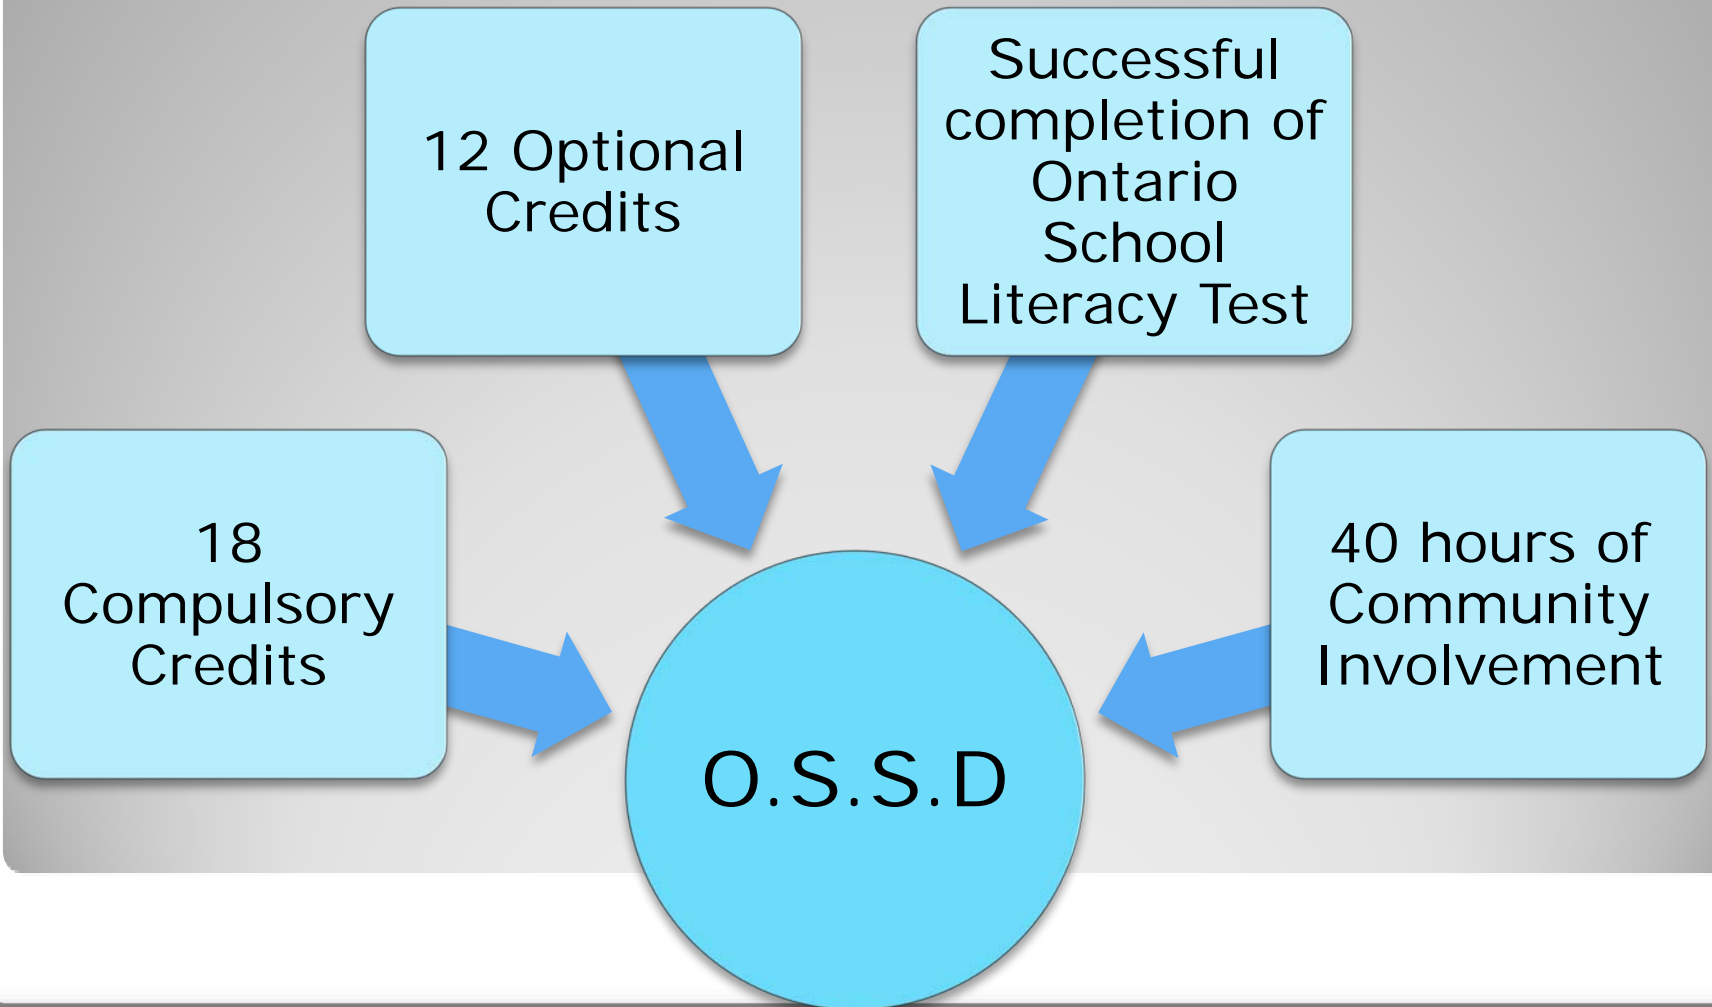 12 Optional
Credits
Successful
completion of
Ontario
School
Literacy Test
18
Compulsory
Credits
40 hours of
Community
Involvement
O.S.S.D